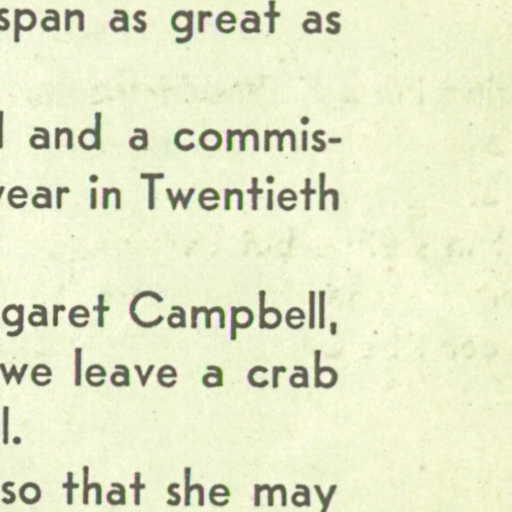 span as great as
and a commis-
year in Twentieth
garet Campbell,
we leave a crab
l.
so that she may